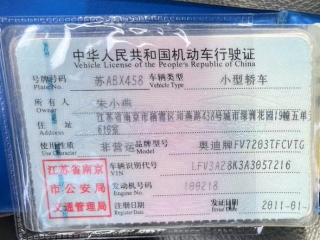 中华人民共和国机动车行驶证
Vehicle License of the People's Republic of China
号牌号码 苏ABX458 车辆类型 小型轿车
Plate No. Vehicle Type
所有人 朱小燕
Owner
住址
Address
使用性质 非营运 品牌型号 奥迪牌FV7203TFCVTG
Use Character Model
江苏省南京市公安局交通管理局
车辆识别代号 LFV3A28K3A3057216
VIN
发动机号码 109218
Engine No.
注册日期 发证日期 2011-01-
Register Date Issue Date